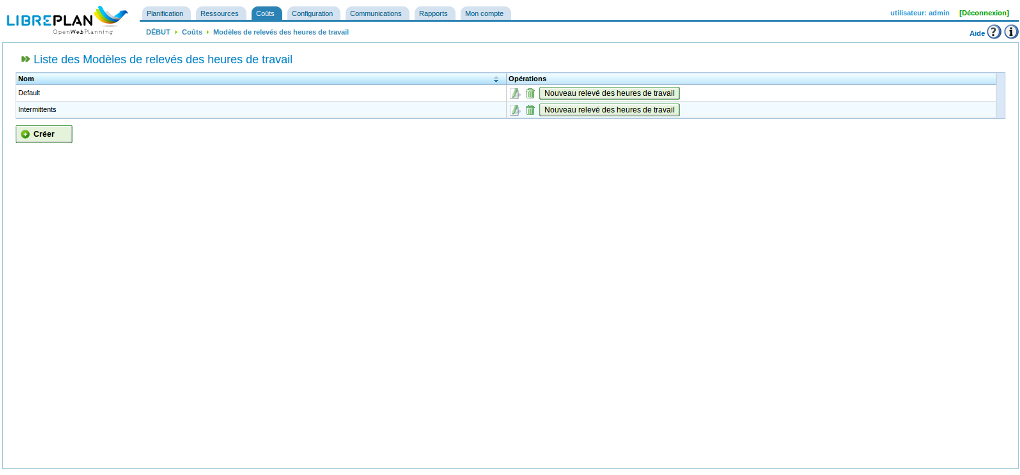 LIBREPLAN
OpenWebPlanning
Planification Ressources Coûts Configuration Communications Rapports Mon compte
utilisateur: admin [Déconnexion]
DÉBUT Coûts Modèles de relevés des heures de travail
Aide
Liste des Modèles de relevés des heures de travail
Nom Opérations
Default Nouveau relevé des heures de travail
Intermittents Nouveau relevé des heures de travail
Créer